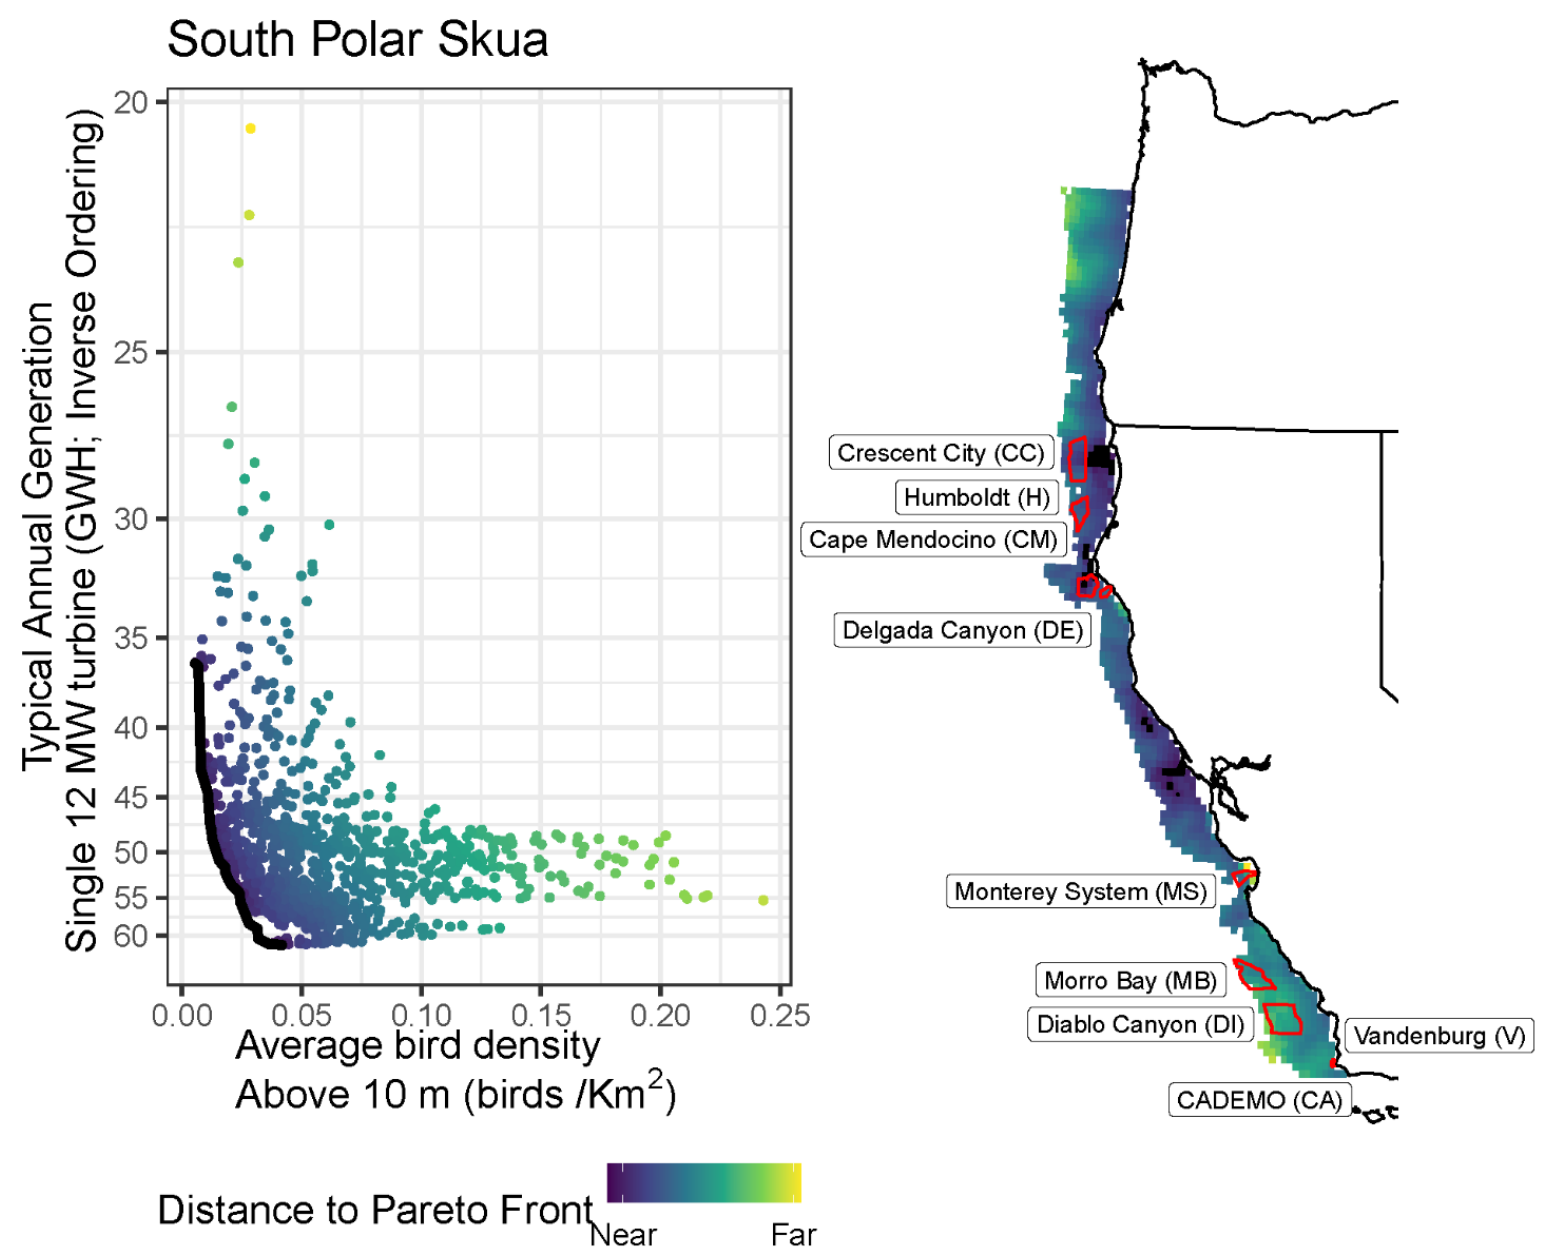 South Polar Skua
Typical Annual Generation
Single 12 MW turbine (GWH; Inverse Ordering)
20
25
30
35
40
45
50
55
60
0.00
0.05
0.10
0.15
0.20
0.25
Average bird density
Above 10 m (birds /Km²)
Distance to Pareto Front
Near
Far
Crescent City (CC)
Humboldt (H)
Cape Mendocino (CM)
Delgada Canyon (DE)
Monterey System (MS)
Morro Bay (MB)
Diablo Canyon (DI)
Vandenburg (V)
CADEMO (CA)